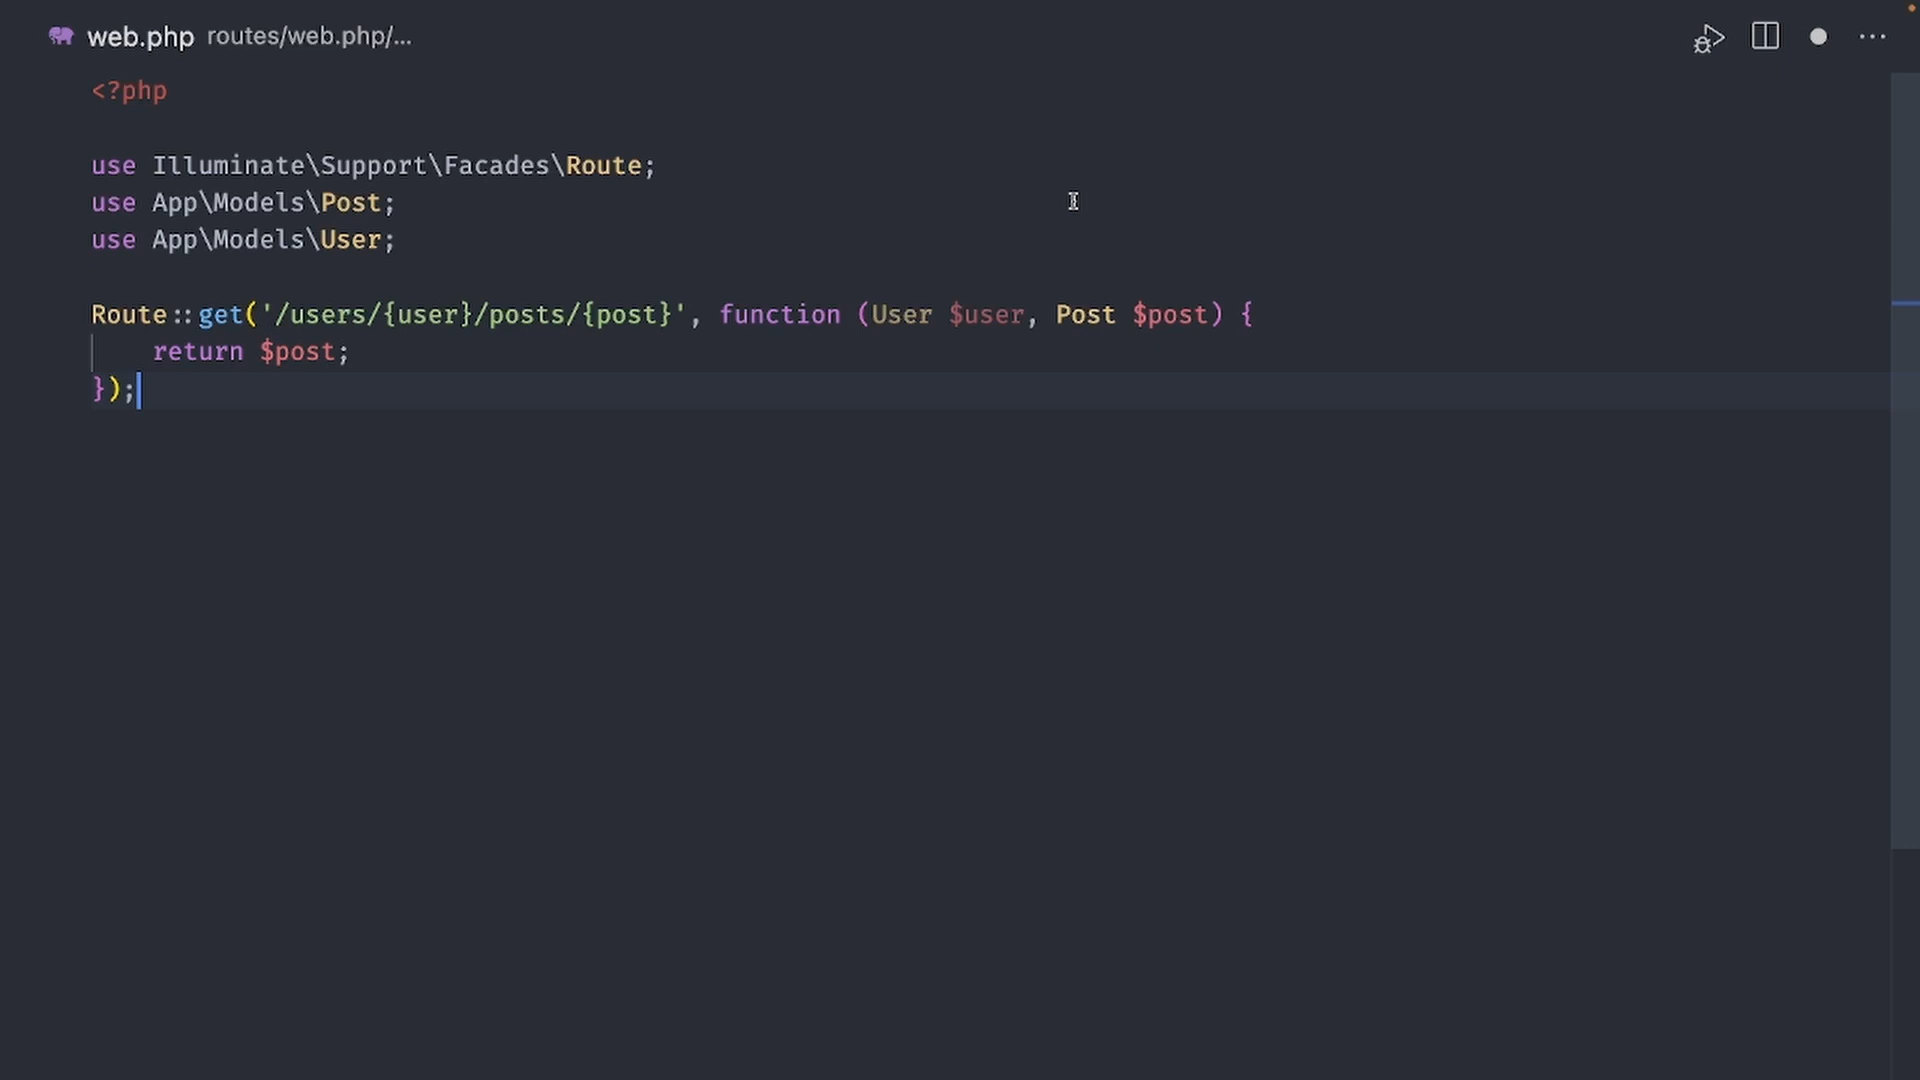 web.php routes/web.php/...
<?php
use Illuminate\Support\Facades\Route;
use App\Models\Post;
use App\Models\User;
Route::get('/users/{user}/posts/{post}', function (User $user, Post $post) {
    return $post;
});